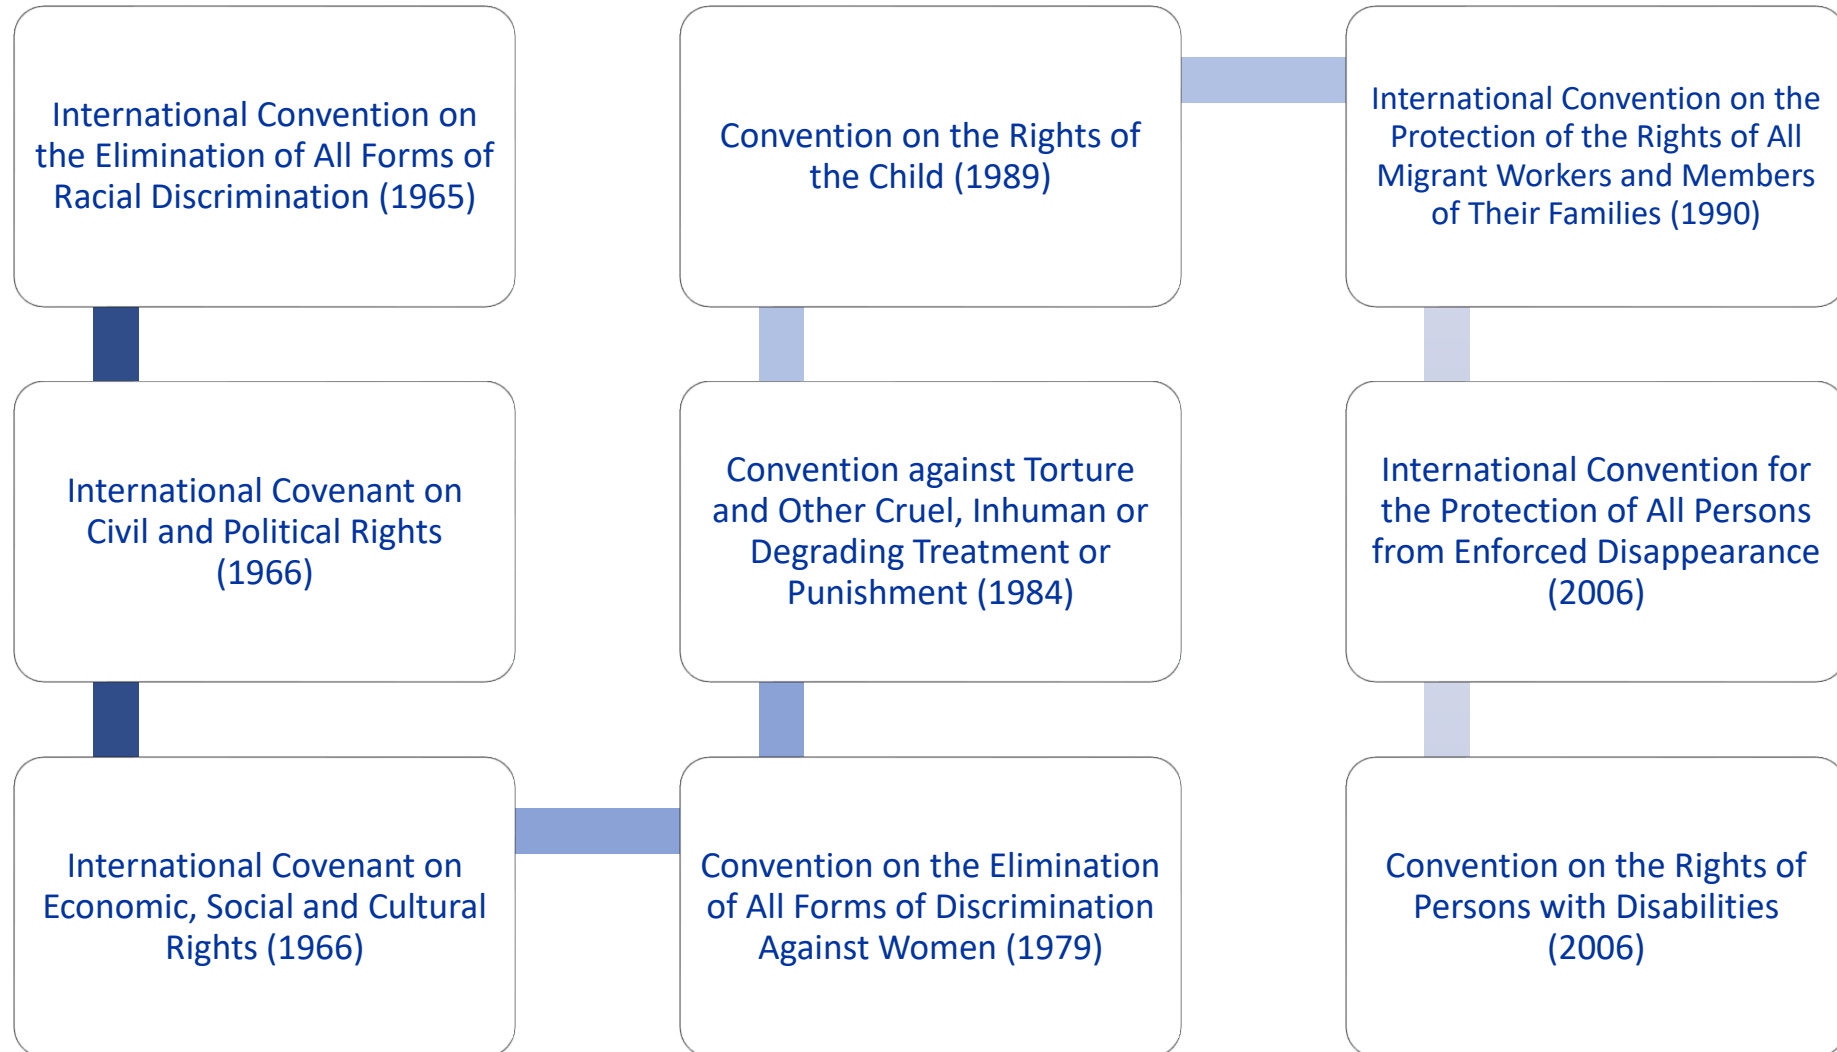 International Convention on
the Elimination of All Forms of
Racial Discrimination (1965)
International Covenant on
Civil and Political Rights
(1966)
International Covenant on
Economic, Social and Cultural
Rights (1966)
Convention on the Elimination
of All Forms of Discrimination
Against Women (1979)
Convention against Torture
and Other Cruel, Inhuman or
Degrading Treatment or
Punishment (1984)
Convention on the Rights of
the Child (1989)
International Convention on the
Protection of the Rights of All
Migrant Workers and Members
of Their Families (1990)
International Convention for
the Protection of All Persons
from Enforced Disappearance
(2006)
Convention on the Rights of
Persons with Disabilities
(2006)